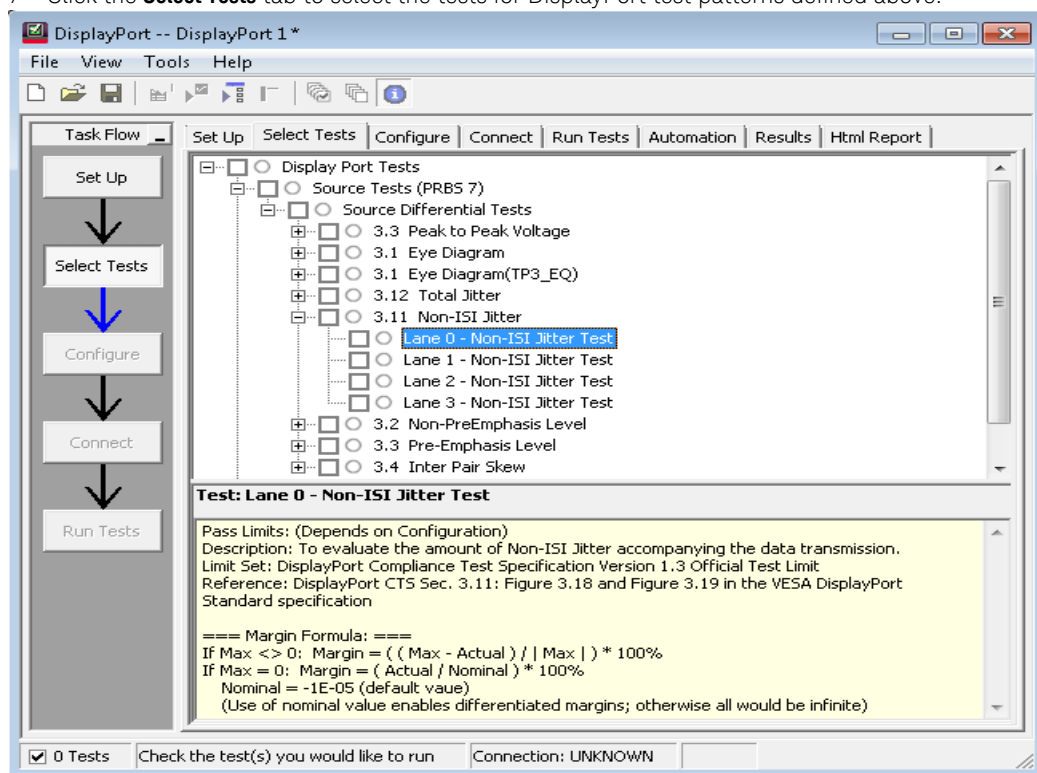 7 Click the Select Tests tab to select the tests for DisplayPort test patterns defined above.
DisplayPort -- DisplayPort 1*
File View Tools Help
Task Flow
Set Up Select Tests Configure Connect Run Tests Automation Results Html Report
Set Up
Select Tests
Configure
Connect
Run Tests
Display Port Tests
Source Tests (PRBS 7)
Source Differential Tests
3.3 Peak to Peak Voltage
3.1 Eye Diagram
3.1 Eye Diagram(TP3_EQ)
3.12 Total Jitter
3.11 Non-ISI Jitter
Lane 0 - Non-ISI Jitter Test
Lane 1 - Non-ISI Jitter Test
Lane 2 - Non-ISI Jitter Test
Lane 3 - Non-ISI Jitter Test
3.2 Non-PreEmphasis Level
3.3 Pre-Emphasis Level
3.4 Inter Pair Skew
Test: Lane 0 - Non-ISI Jitter Test
Pass Limits: (Depends on Configuration)
Description: To evaluate the amount of Non-ISI Jitter accompanying the data transmission.
Limit Set: DisplayPort Compliance Test Specification Version 1.3 Official Test Limit
Reference: DisplayPort CTS Sec. 3.11: Figure 3.18 and Figure 3.19 in the VESA DisplayPort
Standard specification
=== Margin Formula: ===
If Max <> 0: Margin = ( ( Max - Actual ) / | Max | ) * 100%
If Max = 0: Margin = ( Actual / Nominal ) * 100%
Nominal = -1E-05 (default vaue)
(Use of nominal value enables differentiated margins; otherwise all would be infinite)
0 Tests Check the test(s) you would like to run Connection: UNKNOWN